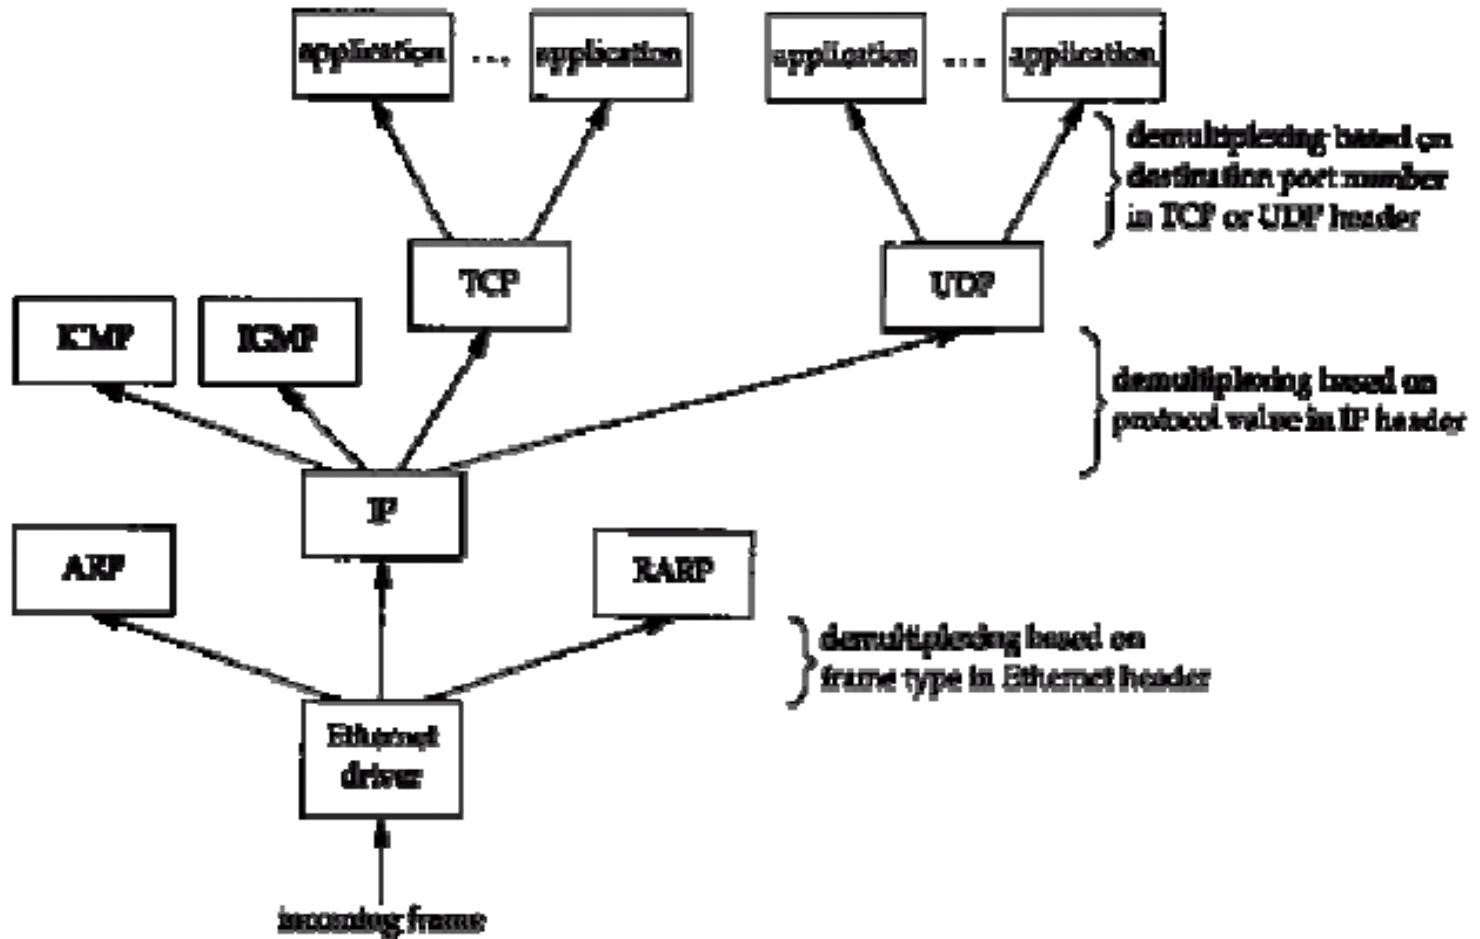 application ... application application ... application
demultiplexing based on
destination port number
in TCP or UDP header
TCP UDP
ICMP IGMP
demultiplexing based on
protocol value in IP header
IP
ARP RARP
demultiplexing based on
frame type in Ethernet header
Ethernet
driver
incoming frame